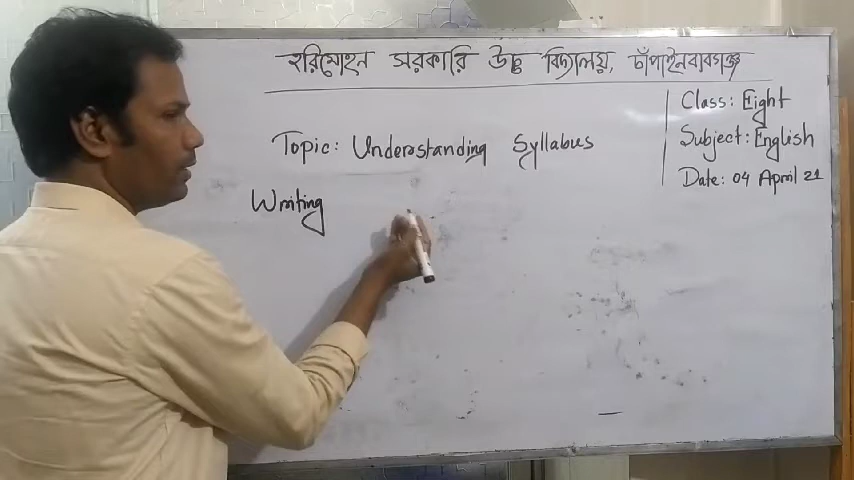 হরিমোহন সরকারি উচ্চ বিদ্যালয়, চাঁপাইনবাবগঞ্জ
Class: Eight
Subject: English
Date: 04 April 21
Topic: Understanding Syllabus
Writing